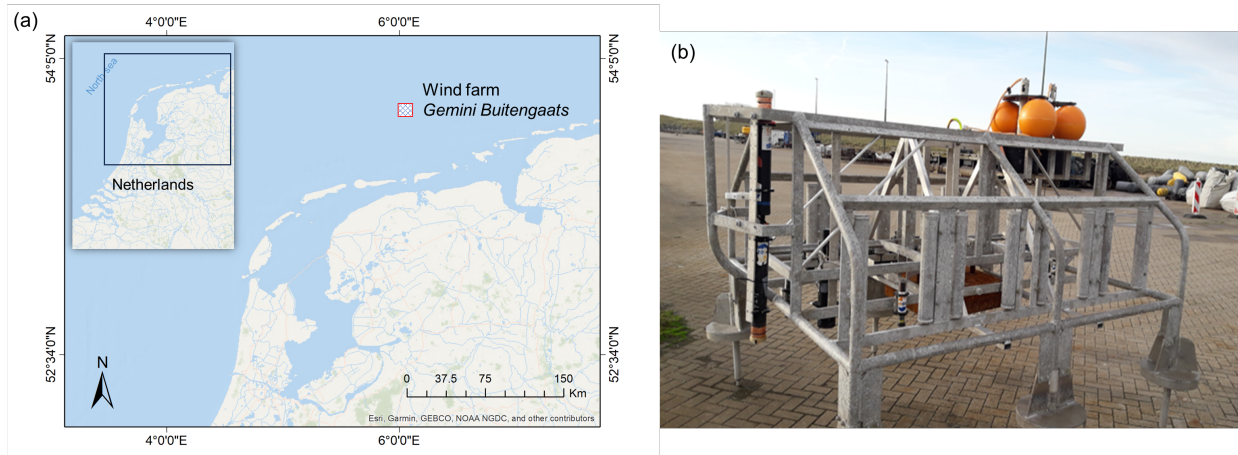 (a)
4°0'0"E
6°0'0"E
54°5'0"N
54°5'0"N
North sea
Wind farm
Gemini Buitengaats
Netherlands
52°34'0"N
52°34'0"N
N
0 37.5 75 150
Km
Esri, Garmin, GEBCO, NOAA NGDC, and other contributors
4°0'0"E
6°0'0"E
(b)